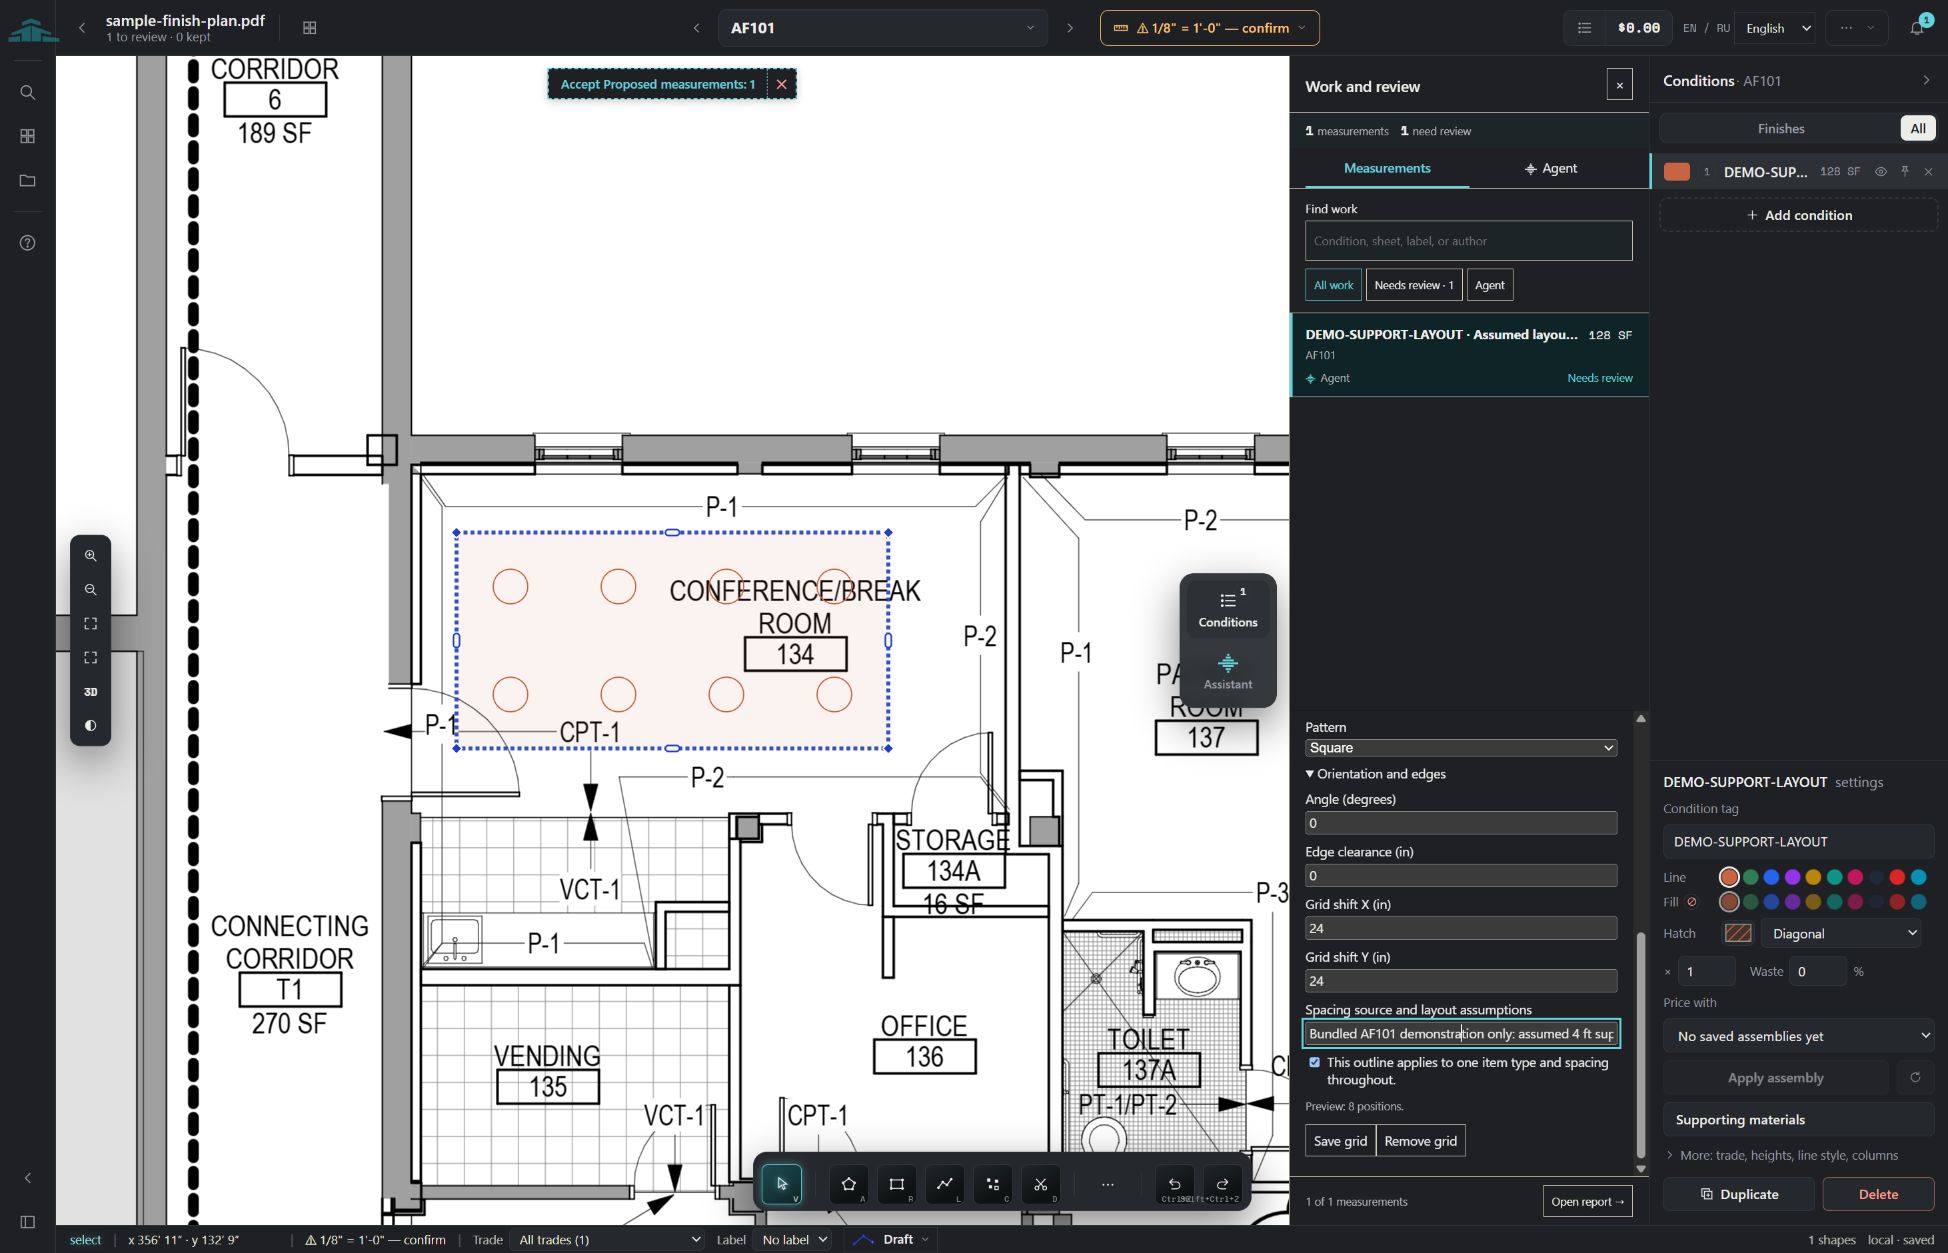 sample-finish-plan.pdf
1 to review · 0 kept
AF101
⚠ 1/8" = 1'-0" — confirm
$0.00
EN / RU
English
1
Accept Proposed measurements: 1
CORRIDOR
6
189 SF
P-1
CONFERENCE/BREAK
ROOM
134
P-2
P-1
CPT-1
P-2
VCT-1
P-1
STORAGE
134A
16 SF
CONNECTING
CORRIDOR
T1
270 SF
VENDING
135
VCT-1
OFFICE
136
CPT-1
P-2
P-1
ROOM
137
P-3
TOILET
137A
PT-1/PT-2
3D
1
Conditions
Assistant
V
A
R
L
C
D
Work and review
1 measurements 1 need review
Measurements
Agent
Find work
Condition, sheet, label, or author
All work
Needs review · 1
Agent
DEMO-SUPPORT-LAYOUT · Assumed layou... 128 SF
AF101
Agent
Needs review
Pattern
Square
Orientation and edges
Angle (degrees)
0
Edge clearance (in)
0
Grid shift X (in)
24
Grid shift Y (in)
24
Spacing source and layout assumptions
Bundled AF101 demonstration only: assumed 4 ft sup
This outline applies to one item type and spacing
throughout.
Preview: 8 positions.
Save grid
Remove grid
1 of 1 measurements
Open report →
Conditions · AF101
Finishes
All
1 DEMO-SUP... 128 SF
+ Add condition
DEMO-SUPPORT-LAYOUT settings
Condition tag
DEMO-SUPPORT-LAYOUT
Line
Fill
Hatch
Diagonal
× 1 Waste 0 %
Price with
No saved assemblies yet
Apply assembly
Supporting materials
More: trade, heights, line style, columns
Duplicate
Delete
select
x 356' 11" · y 132' 9"
⚠ 1/8" = 1'-0" — confirm
Trade
All trades (1)
Label
No label
Draft
1 shapes
local · saved